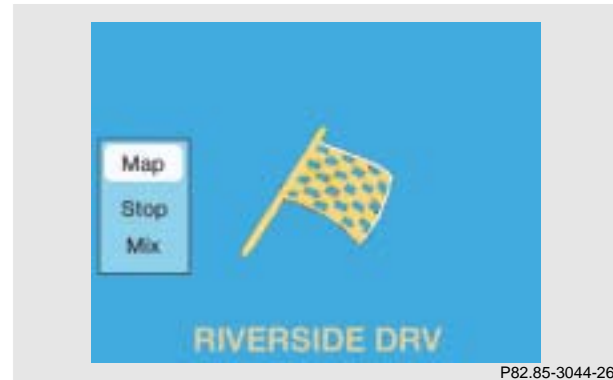 Map
Stop
Mix
RIVERSIDE DRV
P82.85-3044-26